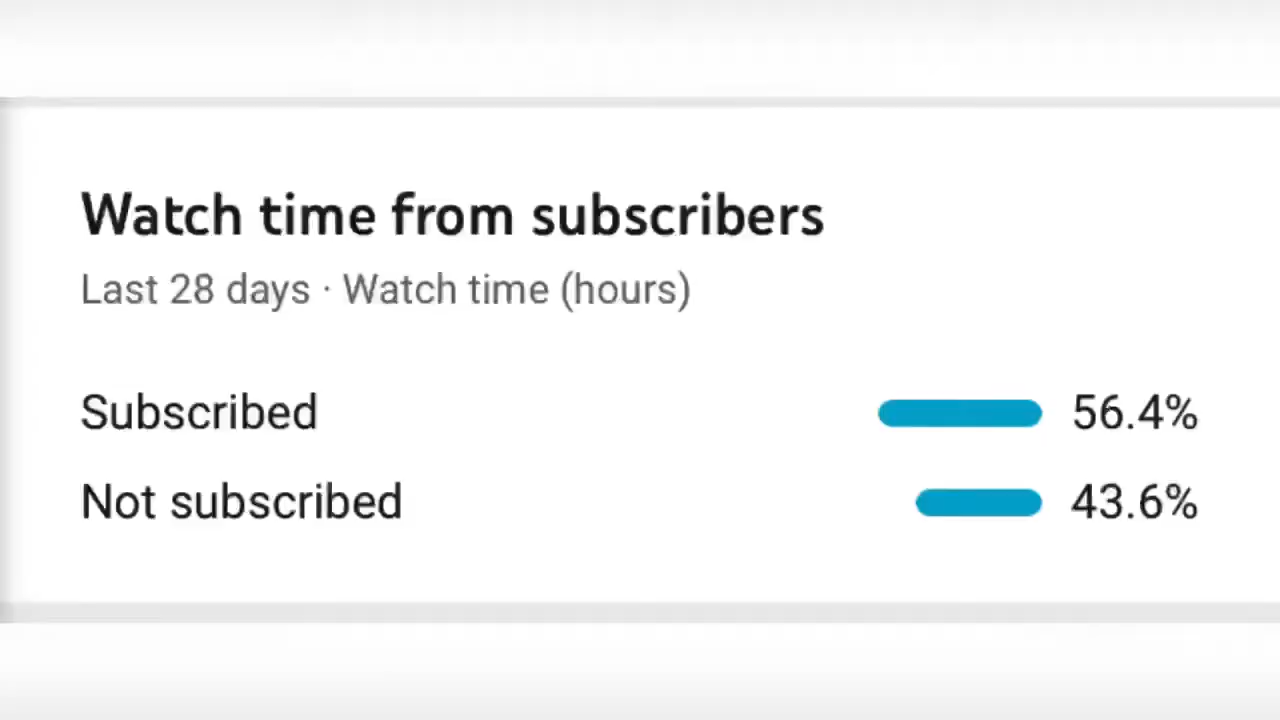 Watch time from subscribers
Last 28 days · Watch time (hours)
Subscribed 56.4%
Not subscribed 43.6%